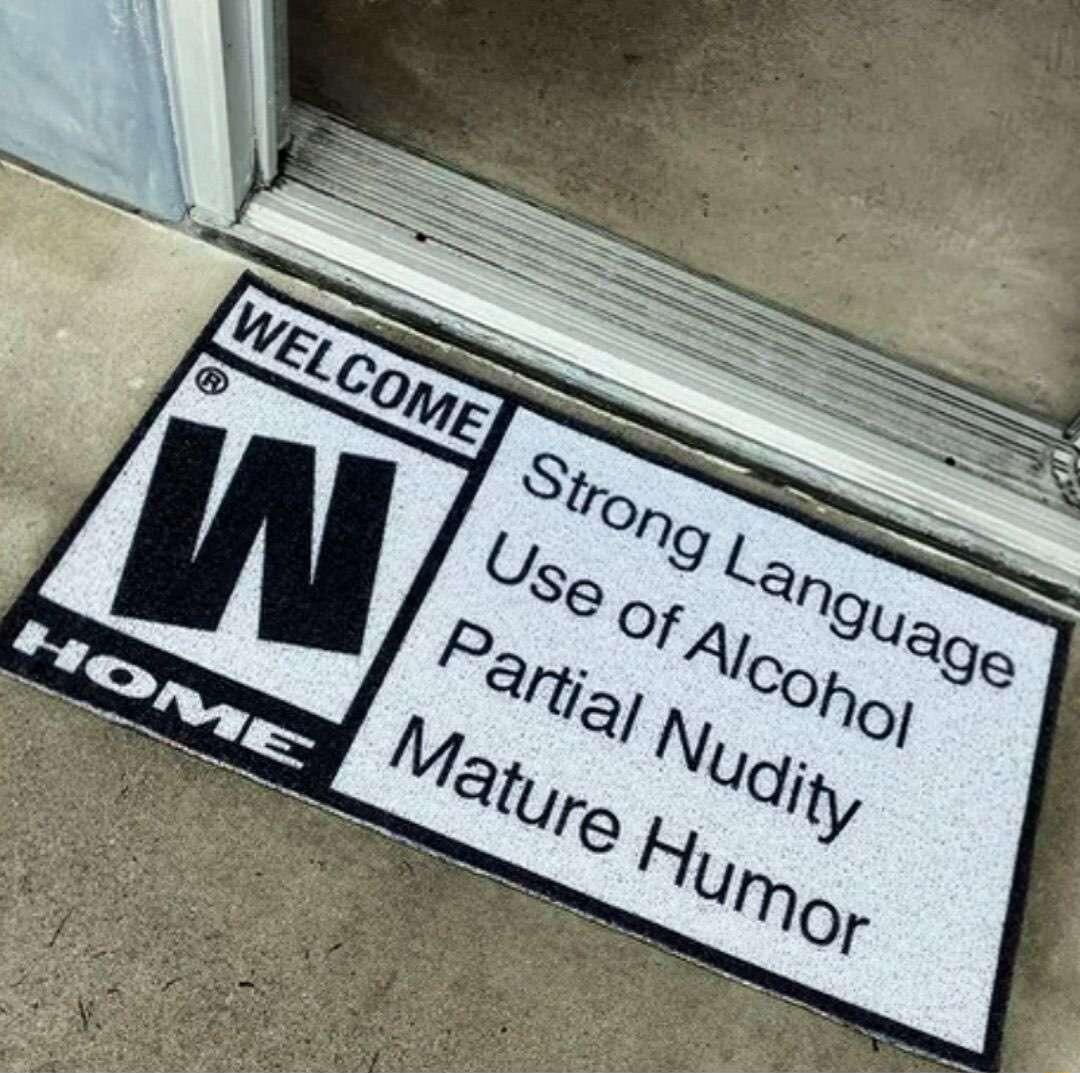 WELCOME
®
W
HOME
Strong Language
Use of Alcohol
Partial Nudity
Mature Humor